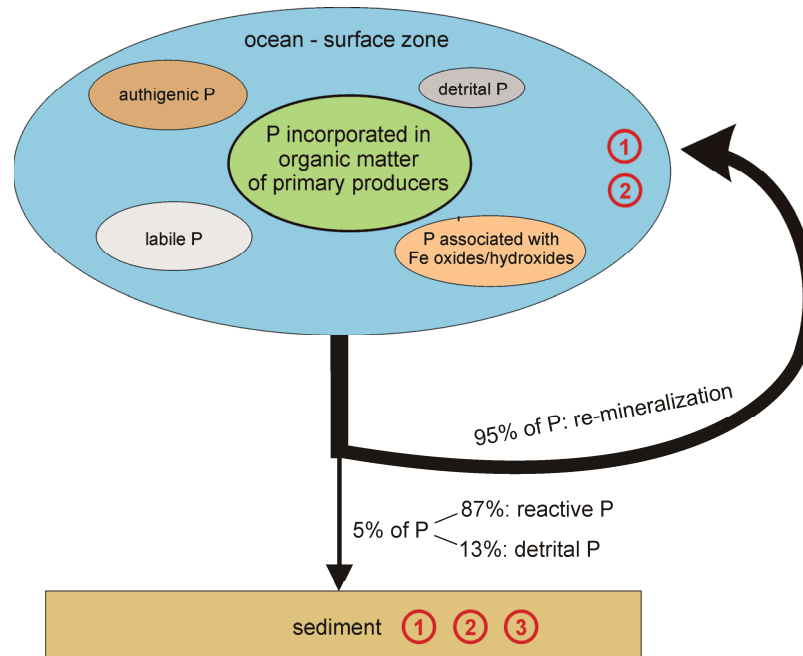 ocean - surface zone
authigenic P
detrital P
P incorporated in
organic matter
of primary producers
1
2
labile P
P associated with
Fe oxides/hydroxides
95% of P: re-mineralization
87%: reactive P
5% of P
13%: detrital P
sediment 1 2 3